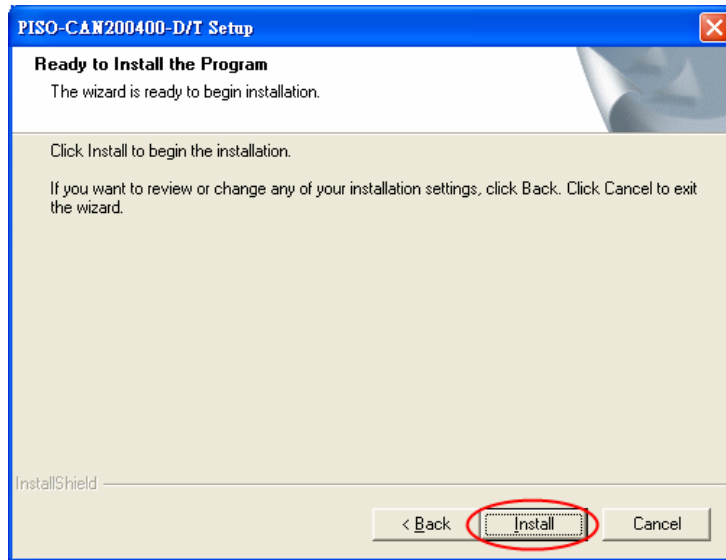 PISO-CAN200400-D/T Setup
Ready to Install the Program
The wizard is ready to begin installation.
Click Install to begin the installation.
If you want to review or change any of your installation settings, click Back. Click Cancel to exit
the wizard.
InstallShield
< Back
Install
Cancel